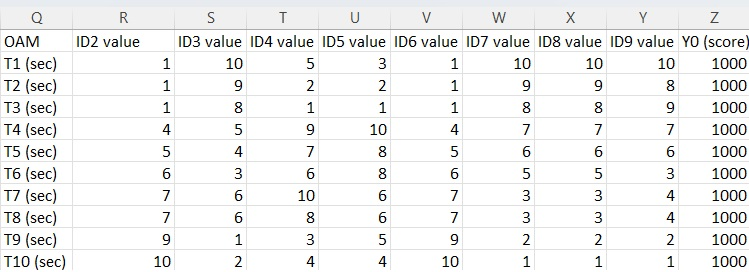 Q R S T U V W X Y Z
OAM ID2 value ID3 value ID4 value ID5 value ID6 value ID7 value ID8 value ID9 value Y0 (score)
T1 (sec) 1 10 5 3 1 10 10 10 1000
T2 (sec) 1 9 2 2 1 9 9 8 1000
T3 (sec) 1 8 1 1 1 8 8 9 1000
T4 (sec) 4 5 9 10 4 7 7 7 1000
T5 (sec) 5 4 7 8 5 6 6 6 1000
T6 (sec) 6 3 6 8 6 5 5 3 1000
T7 (sec) 7 6 10 6 7 3 3 4 1000
T8 (sec) 7 6 8 6 7 3 3 4 1000
T9 (sec) 9 1 3 5 9 2 2 2 1000
T10 (sec) 10 2 4 4 10 1 1 1 1000